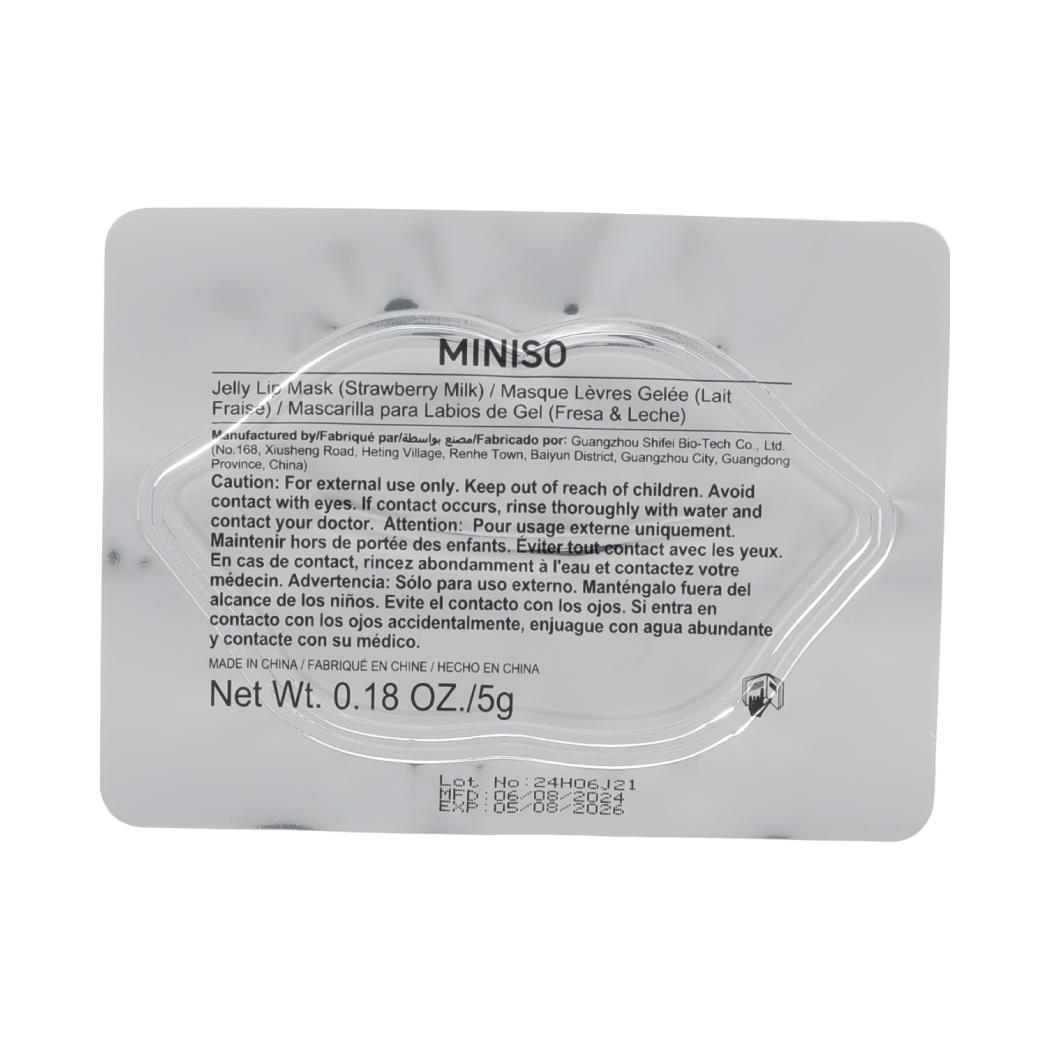 MINISO
Jelly Lip Mask (Strawberry Milk) / Masque Lèvres Gelée (Lait
Fraise) / Mascarilla para Labios de Gel (Fresa & Leche)
Manufactured by/Fabriqué par/مصنع بواسطة/Fabricado por: Guangzhou Shifei Bio-Tech Co., Ltd.
(No.168, Xiusheng Road, Heting Village, Renhe Town, Baiyun District, Guangzhou City, Guangdong
Province, China)
Caution: For external use only. Keep out of reach of children. Avoid
contact with eyes. If contact occurs, rinse thoroughly with water and
contact your doctor. Attention: Pour usage externe uniquement.
Maintenir hors de portée des enfants. Éviter tout contact avec les yeux.
En cas de contact, rincez abondamment à l'eau et contactez votre
médecin. Advertencia: Sólo para uso externo. Manténgalo fuera del
alcance de los niños. Evite el contacto con los ojos. Si entra en
contacto con los ojos accidentalmente, enjuague con agua abundante
y contacte con su médico.
MADE IN CHINA / FABRIQUÉ EN CHINE / HECHO EN CHINA
Net Wt. 0.18 OZ./5g
Lot No:24H06J21
MFD:06/08/2024
EXP:05/08/2026